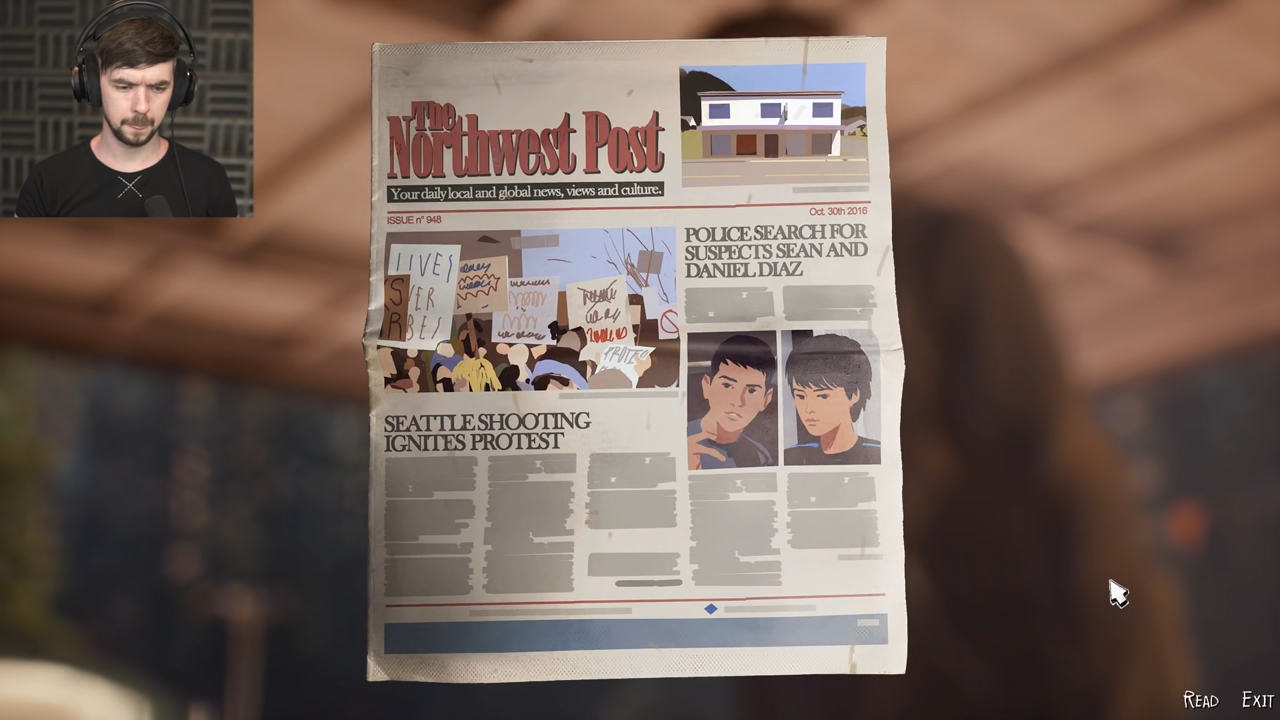 The
Northwest Post
Your daily local and global news, views and culture.
ISSUE n° 948
Oct. 30th 2016
POLICE SEARCH FOR
SUSPECTS SEAN AND
DANIEL DIAZ
LIVES
SEATTLE SHOOTING
IGNITES PROTEST
READ EXIT